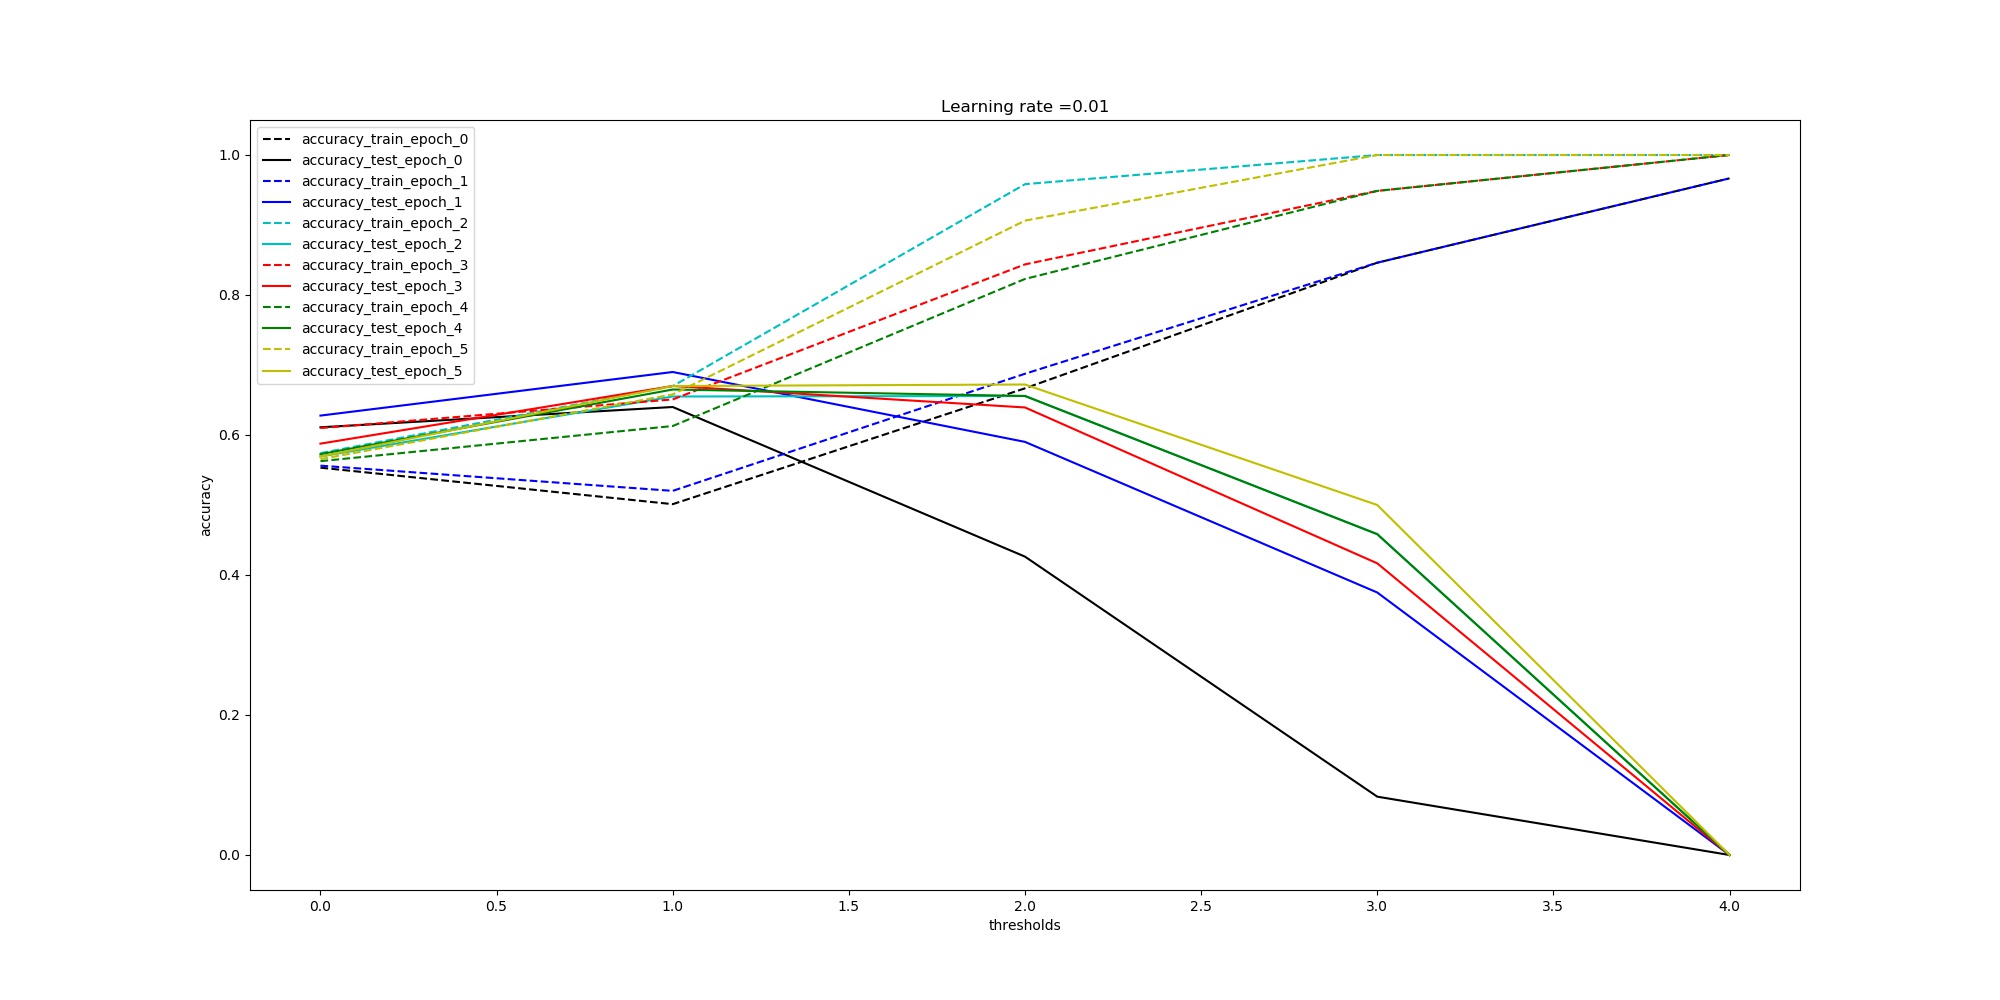 Learning rate =0.01
accuracy_train_epoch_0
accuracy_test_epoch_0
accuracy_train_epoch_1
accuracy_test_epoch_1
accuracy_train_epoch_2
accuracy_test_epoch_2
accuracy_train_epoch_3
accuracy_test_epoch_3
accuracy_train_epoch_4
accuracy_test_epoch_4
accuracy_train_epoch_5
accuracy_test_epoch_5
1.0
0.8
0.6
0.4
0.2
0.0
accuracy
0.0 0.5 1.0 1.5 2.0 2.5 3.0 3.5 4.0
thresholds